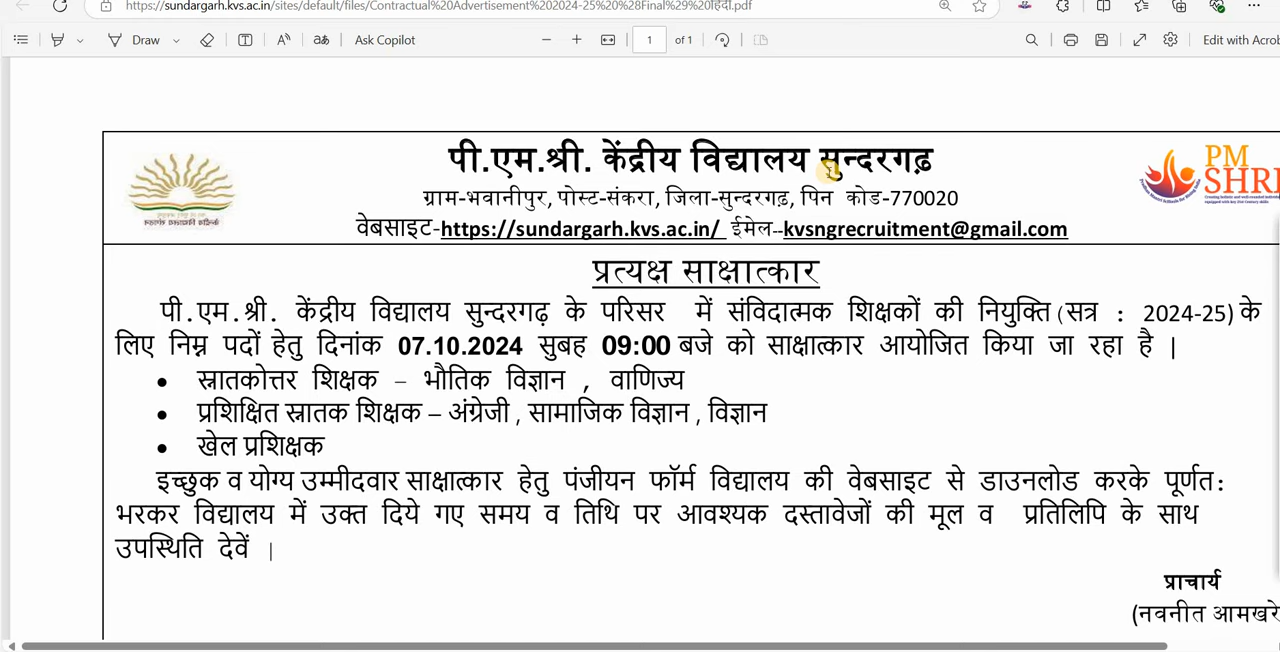 https://sundargarh.kvs.ac.in/sites/default/files/Contractual%20Advertisement%202024-25%20%28Final%29%20हिंदी.pdf
Draw
Ask Copilot
1 of 1
Edit with Acrob
पी.एम.श्री. केंद्रीय विद्यालय सुन्दरगढ़
ग्राम-भवानीपुर, पोस्ट-संकरा, जिला-सुन्दरगढ़, पिन कोड-770020
वेबसाइट-https://sundargarh.kvs.ac.in/ ईमेल--kvsngrecruitment@gmail.com
PM
SHRI
प्रत्यक्ष साक्षात्कार
पी.एम.श्री. केंद्रीय विद्यालय सुन्दरगढ़ के परिसर में संविदात्मक शिक्षकों की नियुक्ति (सत्र : 2024-25) के
लिए निम्न पदों हेतु दिनांक 07.10.2024 सुबह 09:00 बजे को साक्षात्कार आयोजित किया जा रहा है |
• स्नातकोत्तर शिक्षक – भौतिक विज्ञान , वाणिज्य
• प्रशिक्षित स्नातक शिक्षक – अंग्रेजी , सामाजिक विज्ञान , विज्ञान
• खेल प्रशिक्षक
इच्छुक व योग्य उम्मीदवार साक्षात्कार हेतु पंजीयन फॉर्म विद्यालय की वेबसाइट से डाउनलोड करके पूर्णत:
भरकर विद्यालय में उक्त दिये गए समय व तिथि पर आवश्यक दस्तावेजों की मूल व प्रतिलिपि के साथ
उपस्थिति देवें |
प्राचार्य
(नवनीत आमखरे